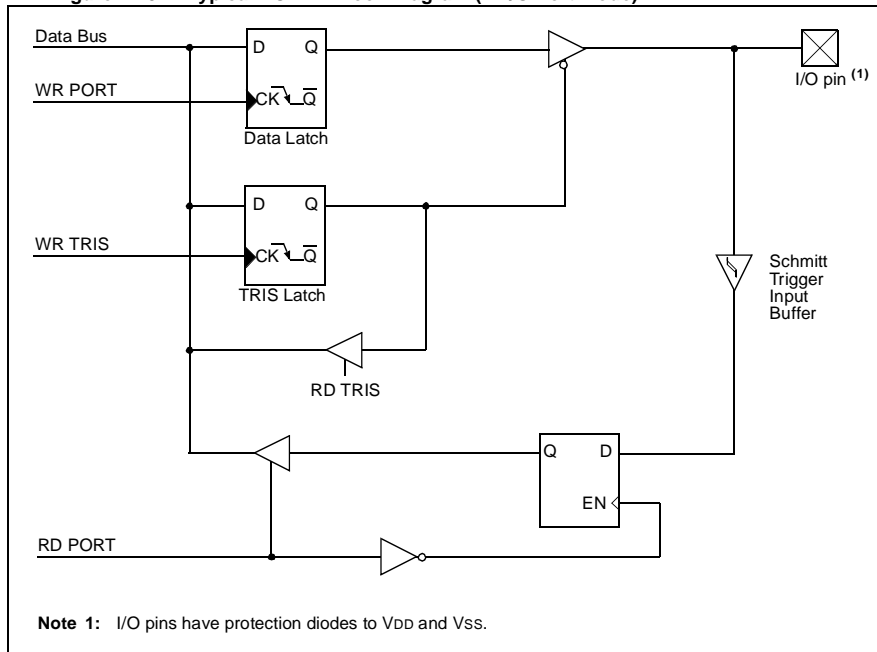 Data Bus
D Q
WR PORT
CK Q
Data Latch
I/O pin (1)
D Q
WR TRIS
CK Q
TRIS Latch
Schmitt
Trigger
Input
Buffer
RD TRIS
Q D
EN
RD PORT
Note 1: I/O pins have protection diodes to VDD and VSS.